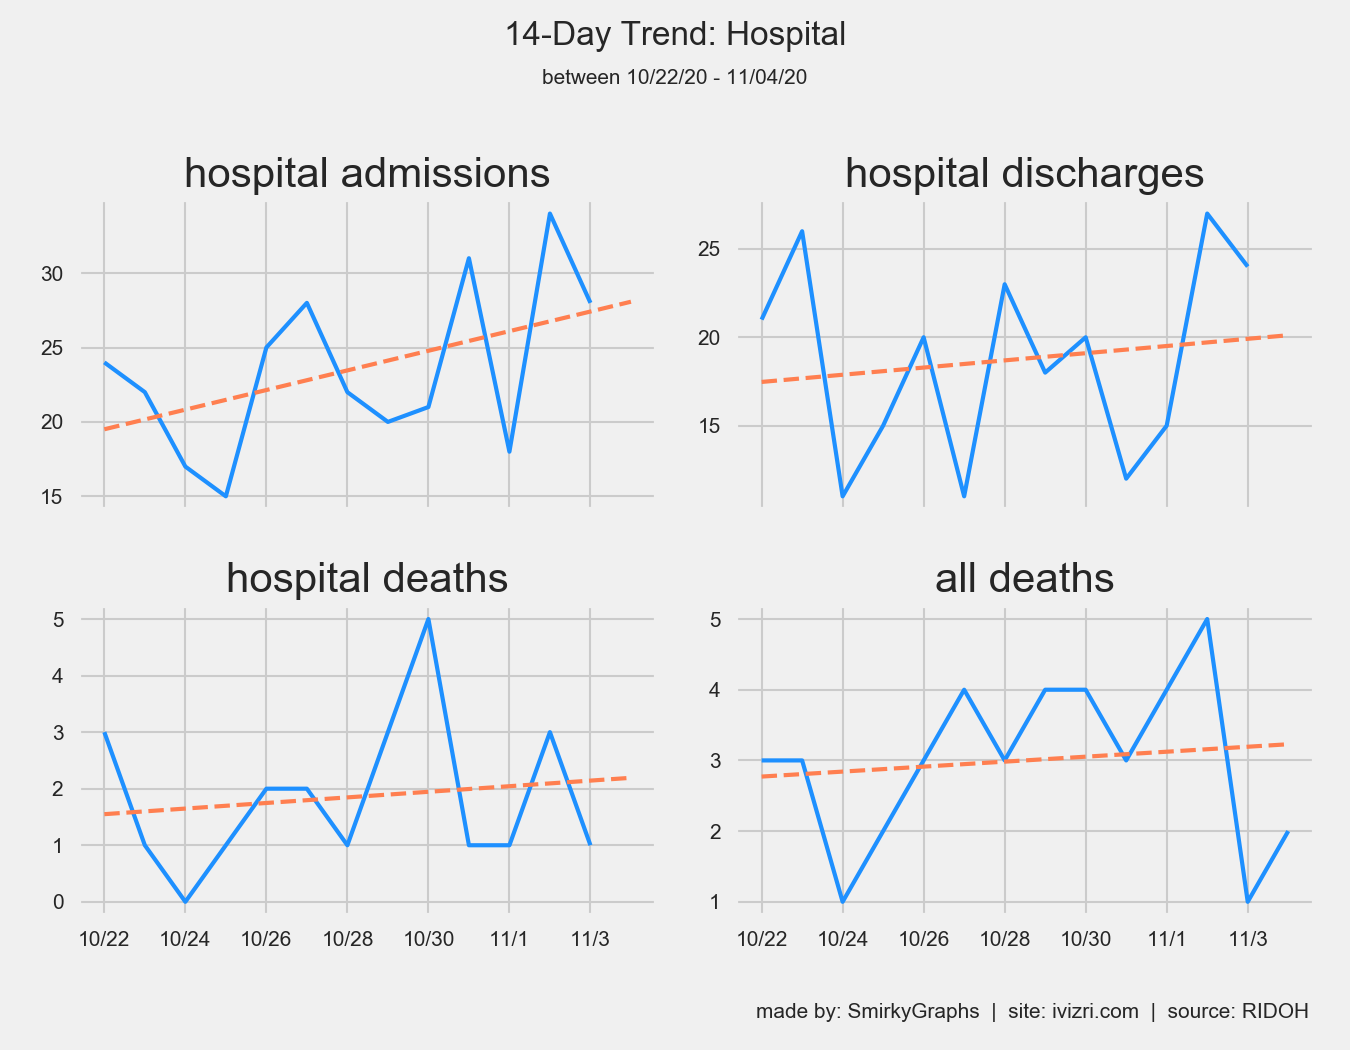 14-Day Trend: Hospital
between 10/22/20 - 11/04/20
hospital admissions
30
25
20
15
hospital discharges
25
20
15
hospital deaths
5
4
3
2
1
0
10/22 10/24 10/26 10/28 10/30 11/1 11/3
all deaths
5
4
3
2
1
10/22 10/24 10/26 10/28 10/30 11/1 11/3
made by: SmirkyGraphs | site: ivizri.com | source: RIDOH